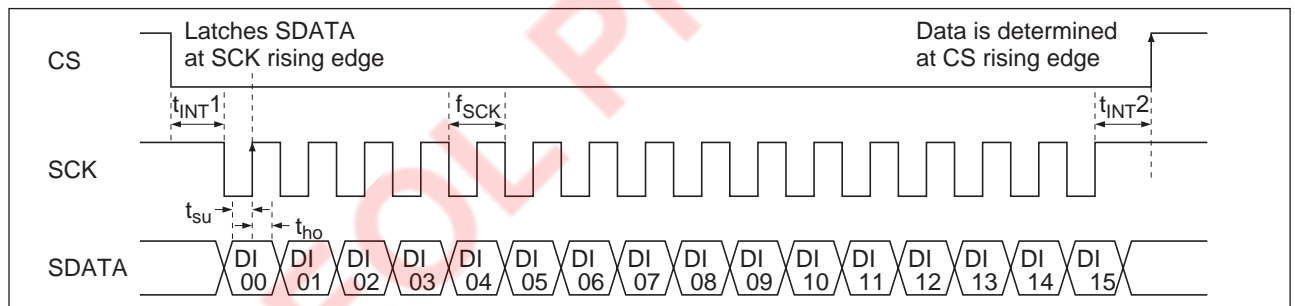 Latches SDATA
at SCK rising edge
Data is determined
at CS rising edge
CS
tINT1
fSCK
tINT2
SCK
tsu
tho
SDATA
DI 00
DI 01
DI 02
DI 03
DI 04
DI 05
DI 06
DI 07
DI 08
DI 09
DI 10
DI 11
DI 12
DI 13
DI 14
DI 15
EOL P